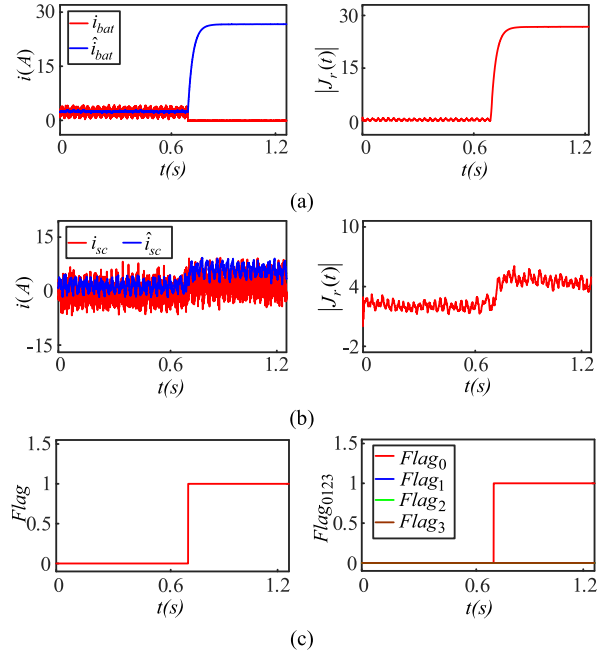 30
15
0
i(A)
i_bat
î_bat
0
0.6
1.2
t(s)
30
15
0
|J_r(t)|
0
0.6
1.2
t(s)
(a)
15
0
-15
i(A)
i_sc
î_sc
0
0.6
1.2
t(s)
10
4
-2
|J_r(t)|
0
0.6
1.2
t(s)
(b)
1.5
1
0.5
0
Flag
0
0.6
1.2
t(s)
1.5
1
0.5
0
Flag_0123
Flag_0
Flag_1
Flag_2
Flag_3
0
0.6
1.2
t(s)
(c)